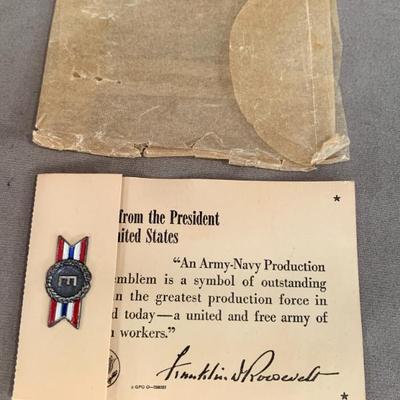 from the President
nited States
"An Army-Navy Production
emblem is a symbol of outstanding
n the greatest production force in
d today—a united and free army of
n workers."
Franklin D Roosevelt
E